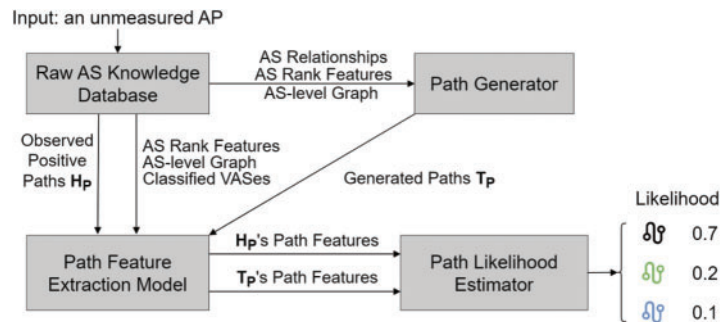 Input: an unmeasured AP
Raw AS Knowledge
Database
AS Relationships
AS Rank Features
AS-level Graph
Path Generator
Observed
Positive
Paths HP
AS Rank Features
AS-level Graph
Classified VASes
Generated Paths TP
Likelihood
Path Feature
Extraction Model
HP's Path Features
TP's Path Features
Path Likelihood
Estimator
0.7
0.2
0.1